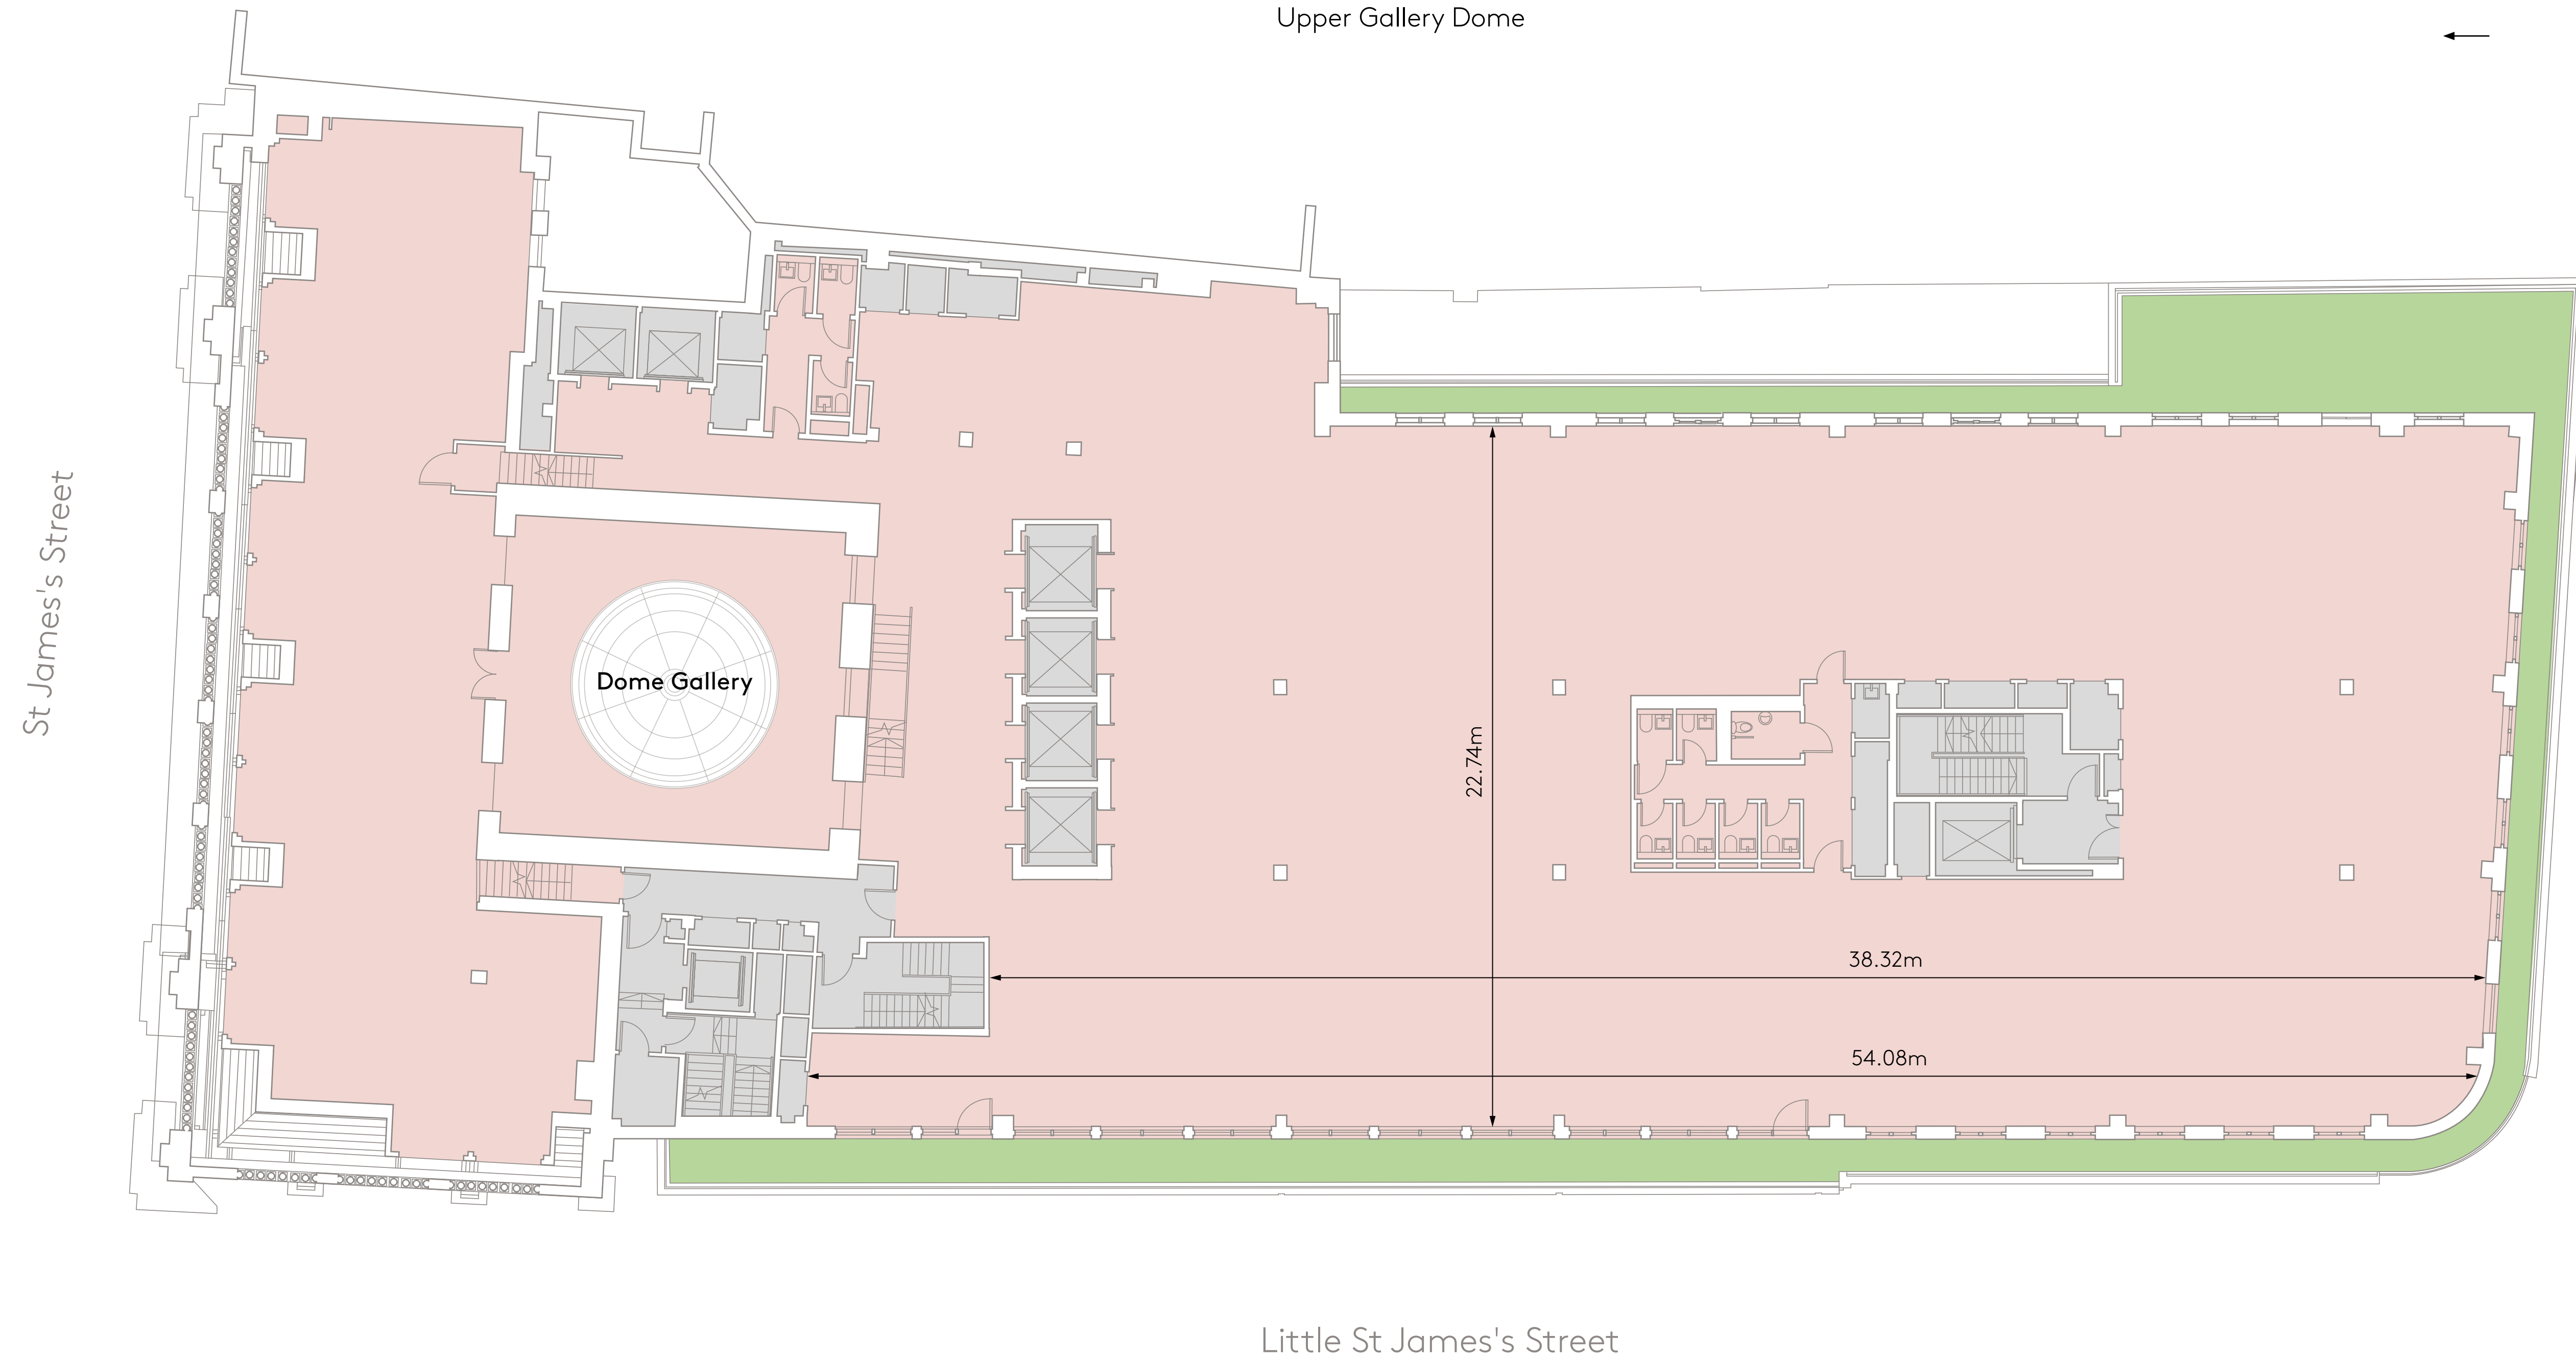 Upper Gallery Dome
St James's Street
Dome Gallery
22.74m
38.32m
54.08m
Little St James's Street